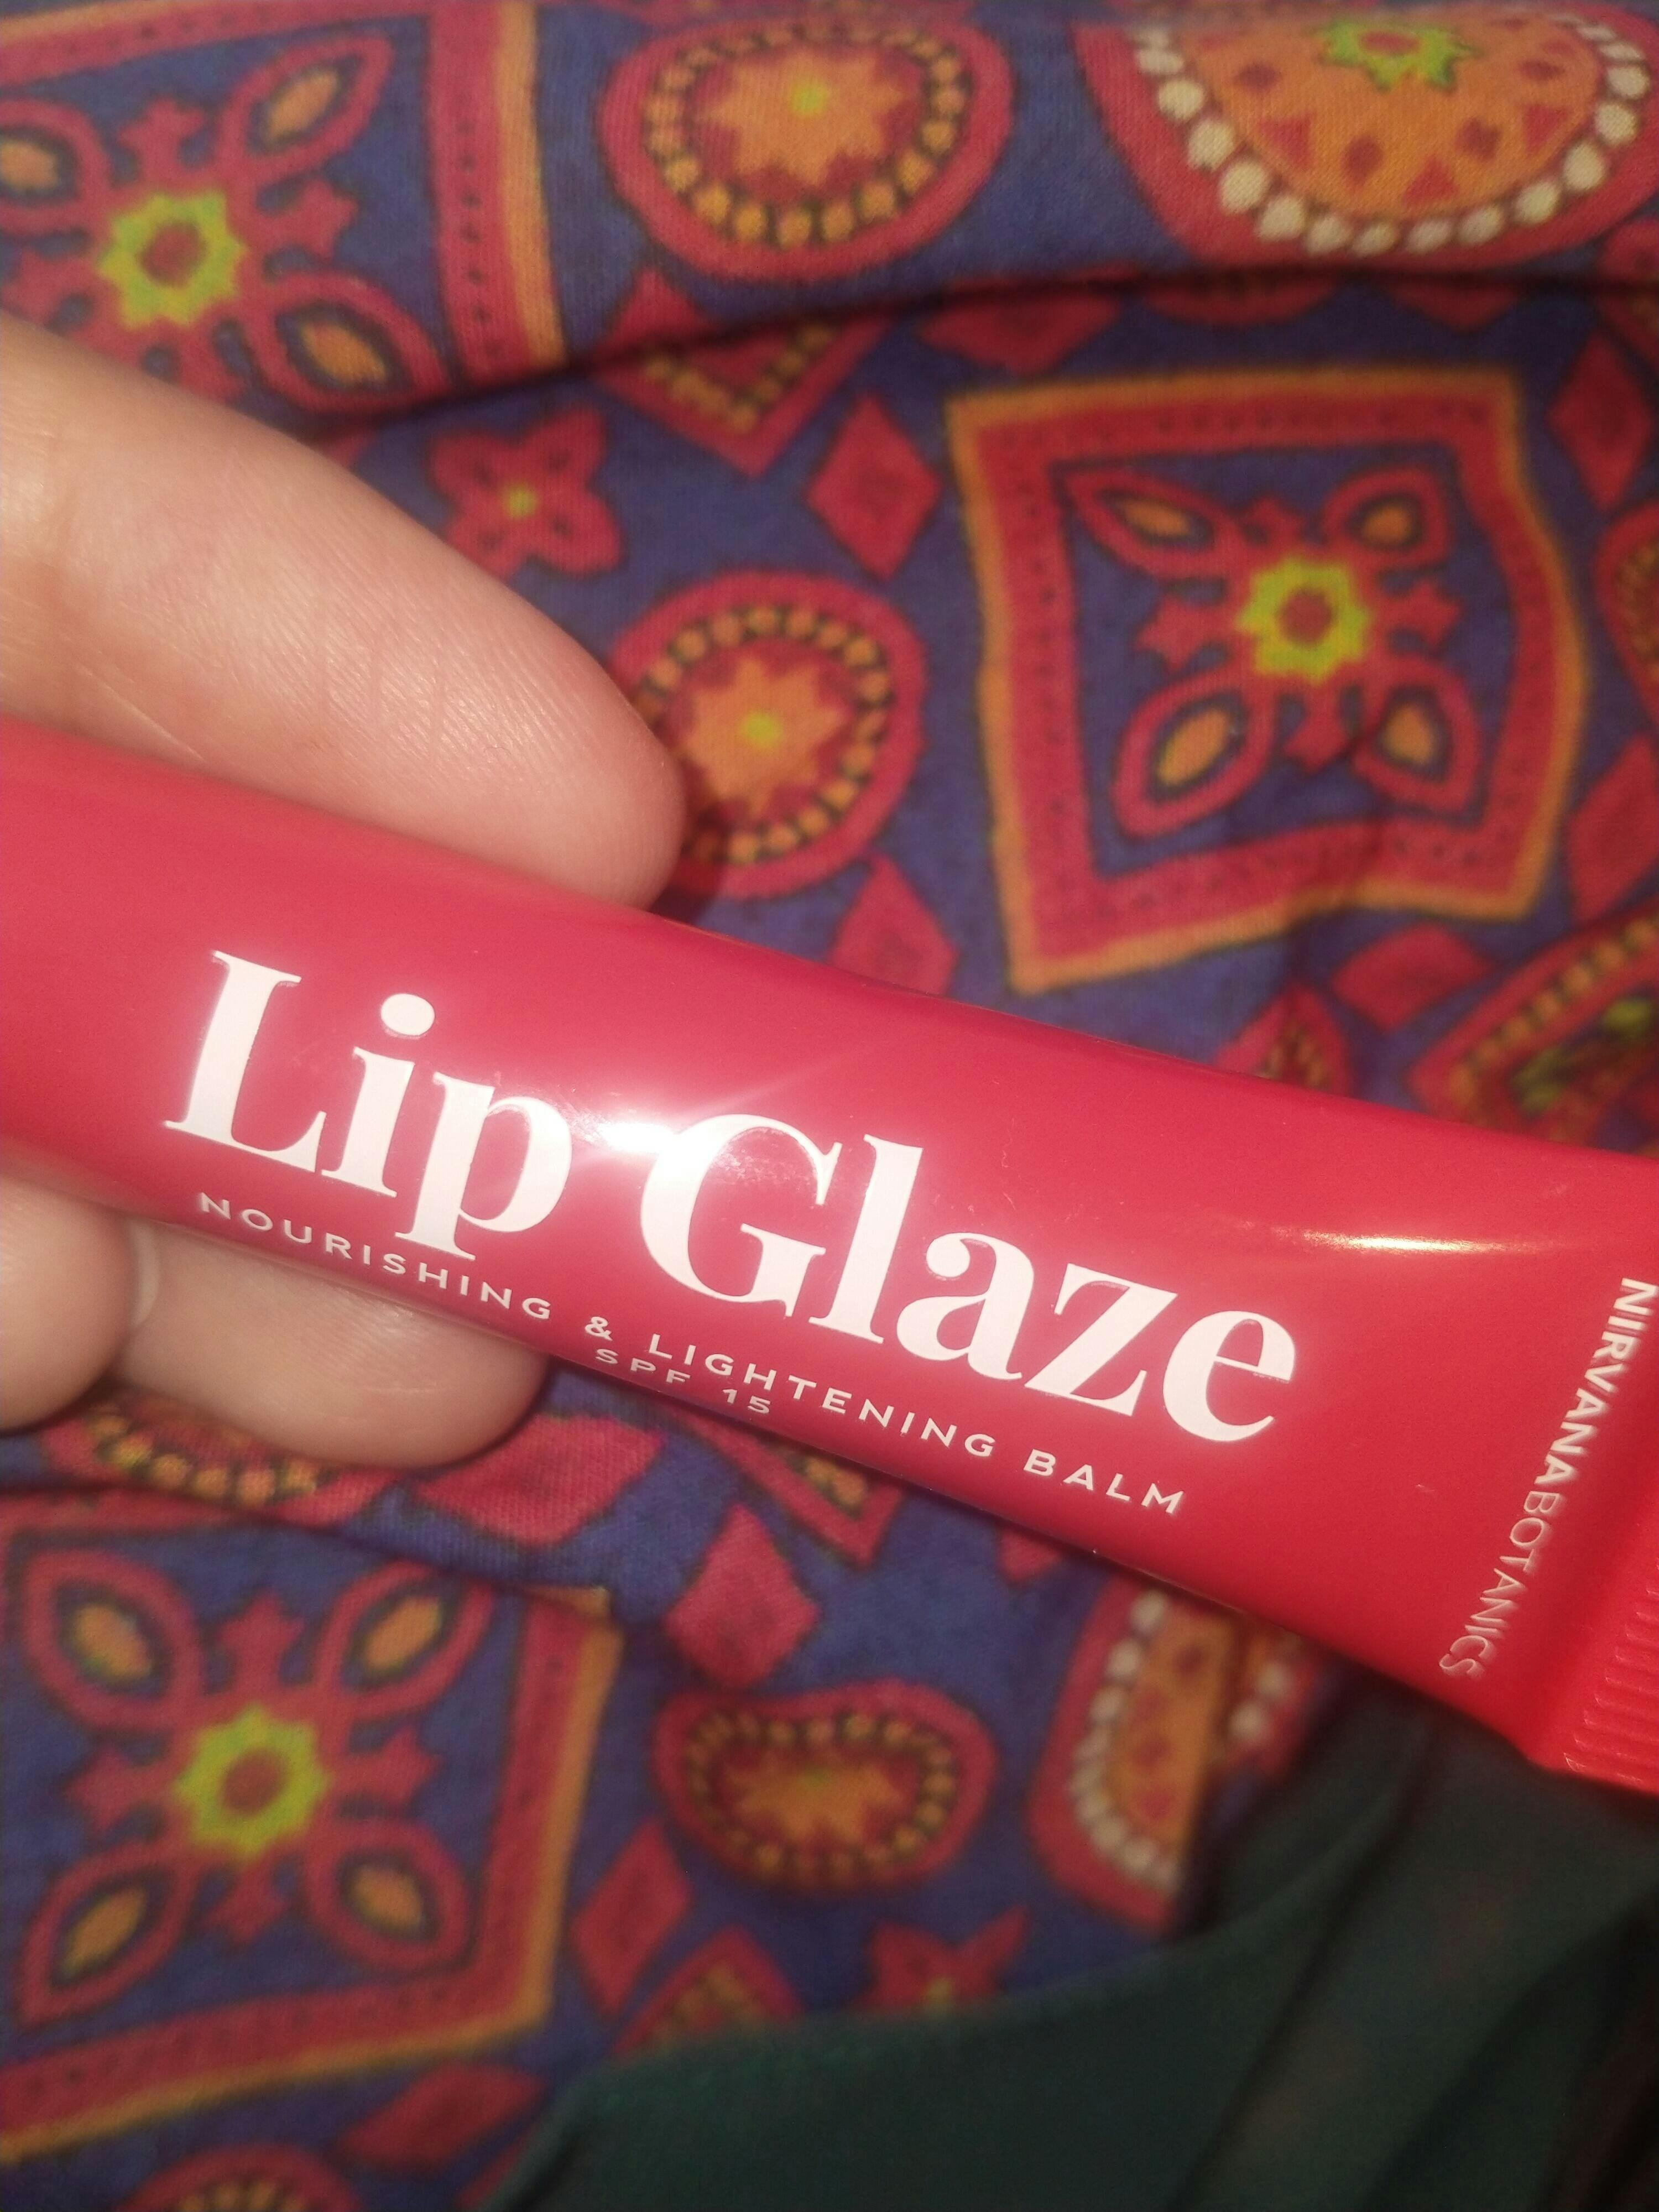 Lip Glaze
NOURISHING & LIGHTENING BALM
SPF 15
NIRVANABOTANICS